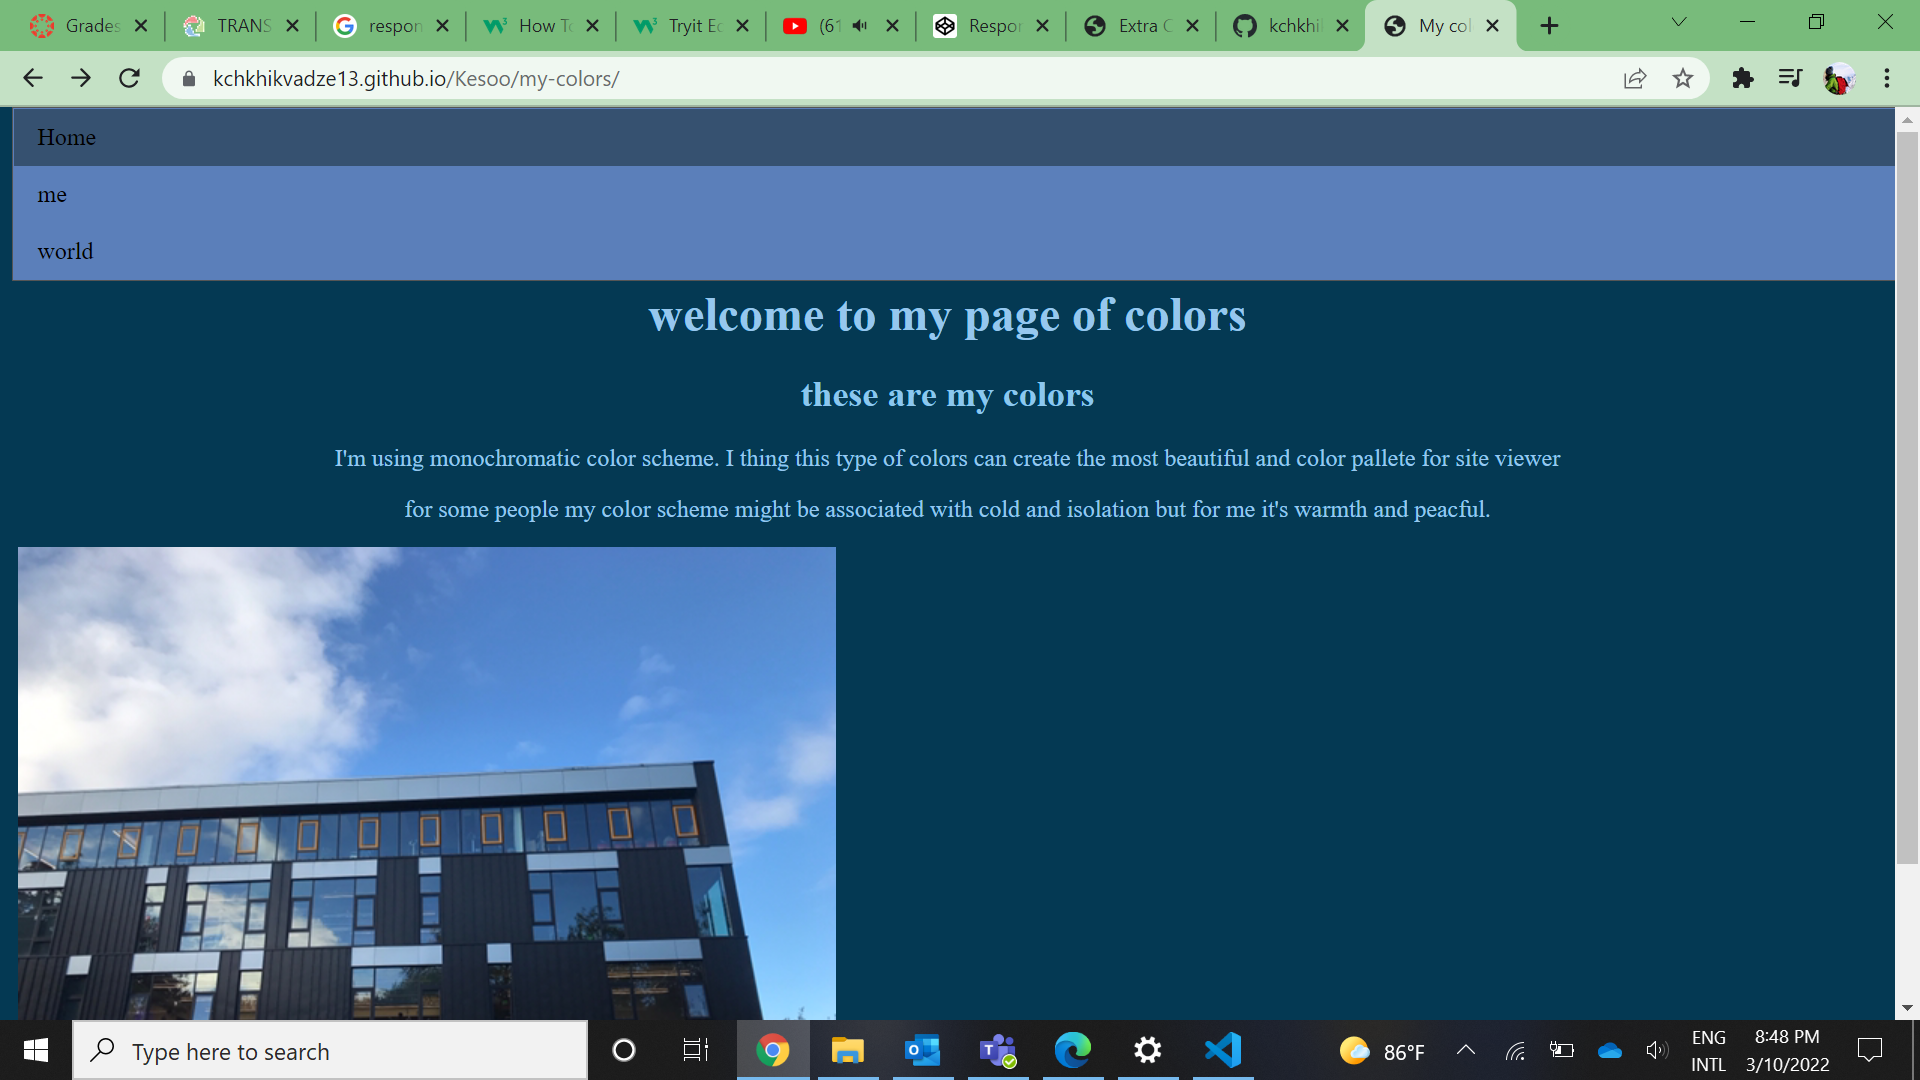 Grades
TRANS
respon
How To
Tryit Ed
(61
Respor
Extra C
kchkhi
My col
kchkhikvadze13.github.io/Kesoo/my-colors/
Home
me
world
welcome to my page of colors
these are my colors
I'm using monochromatic color scheme. I thing this type of colors can create the most beautiful and color pallete for site viewer
for some people my color scheme might be associated with cold and isolation but for me it's warmth and peacful.
Type here to search
86°F
ENG
INTL
8:48 PM
3/10/2022